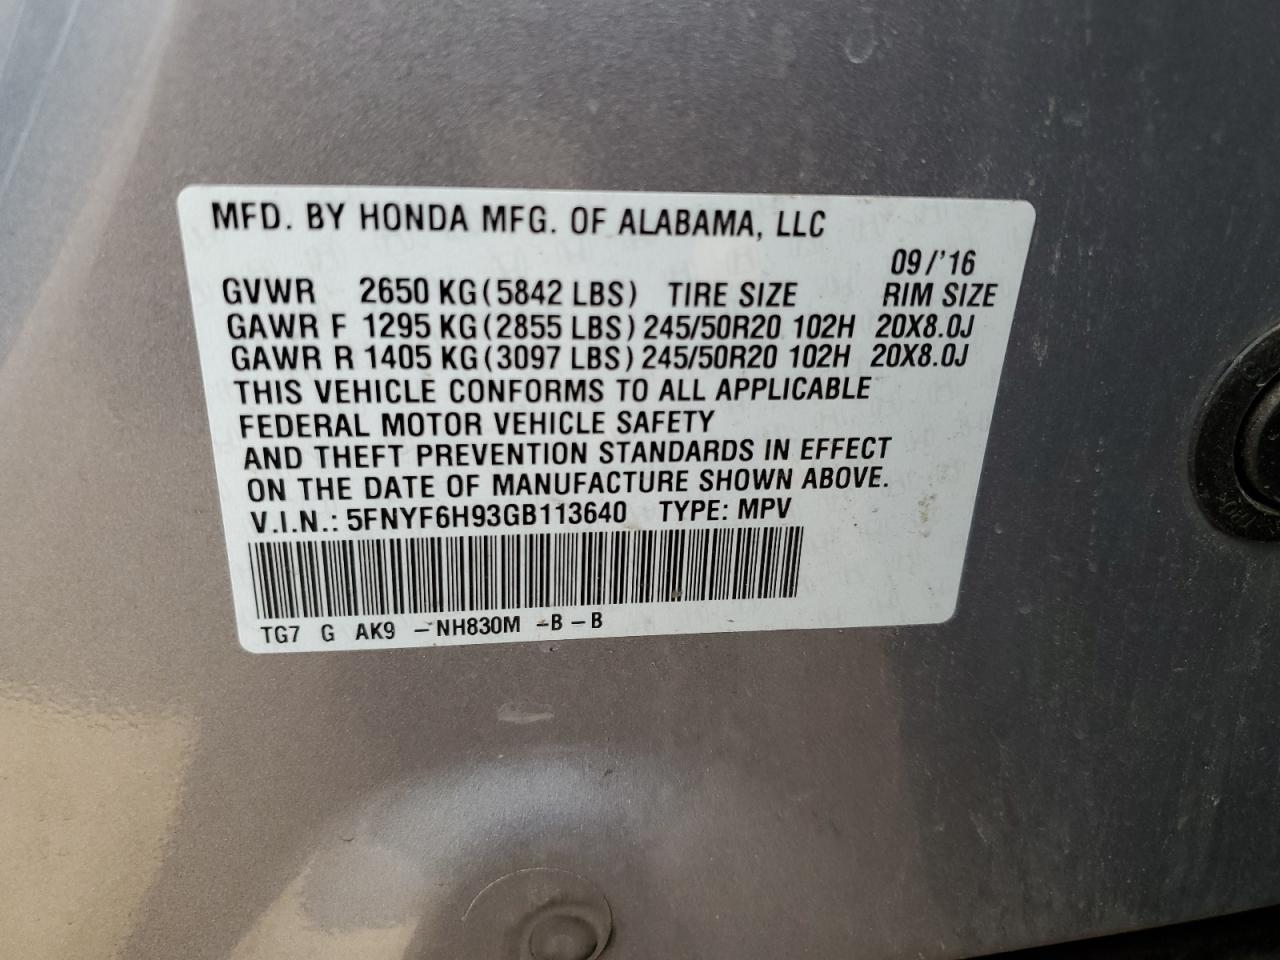 MFD. BY HONDA MFG. OF ALABAMA, LLC
09/'16
GVWR 2650 KG (5842 LBS) TIRE SIZE RIM SIZE
GAWR F 1295 KG (2855 LBS) 245/50R20 102H 20X8.0J
GAWR R 1405 KG (3097 LBS) 245/50R20 102H 20X8.0J
THIS VEHICLE CONFORMS TO ALL APPLICABLE
FEDERAL MOTOR VEHICLE SAFETY
AND THEFT PREVENTION STANDARDS IN EFFECT
ON THE DATE OF MANUFACTURE SHOWN ABOVE.
V.I.N.: 5FNYF6H93GB113640 TYPE: MPV
TG7 G AK9 -NH830M -B-B